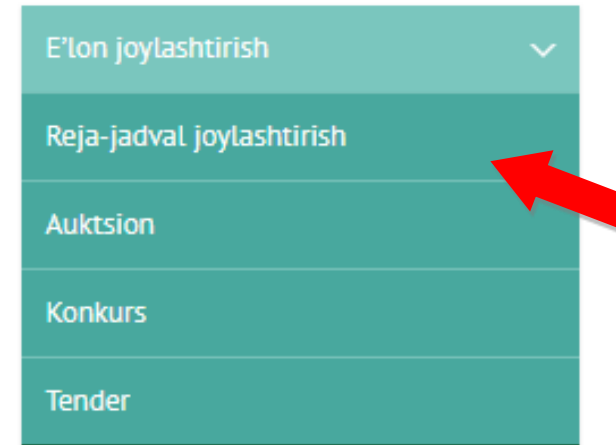 E'lon joylashtirish
Reja-jadval joylashtirish
Auktsion
Konkurs
Tender